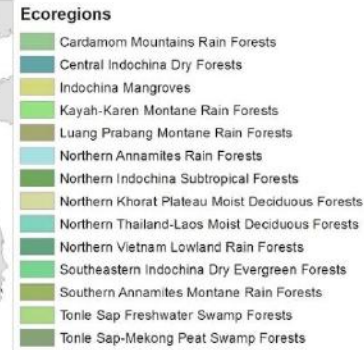 Ecoregions
Cardamom Mountains Rain Forests
Central Indochina Dry Forests
Indochina Mangroves
Kayah-Karen Montane Rain Forests
Luang Prabang Montane Rain Forests
Northern Annamites Rain Forests
Northern Indochina Subtropical Forests
Northern Khorat Plateau Moist Deciduous Forests
Northern Thailand-Laos Moist Deciduous Forests
Northern Vietnam Lowland Rain Forests
Southeastern Indochina Dry Evergreen Forests
Southern Annamites Montane Rain Forests
Tonle Sap Freshwater Swamp Forests
Tonle Sap-Mekong Peat Swamp Forests